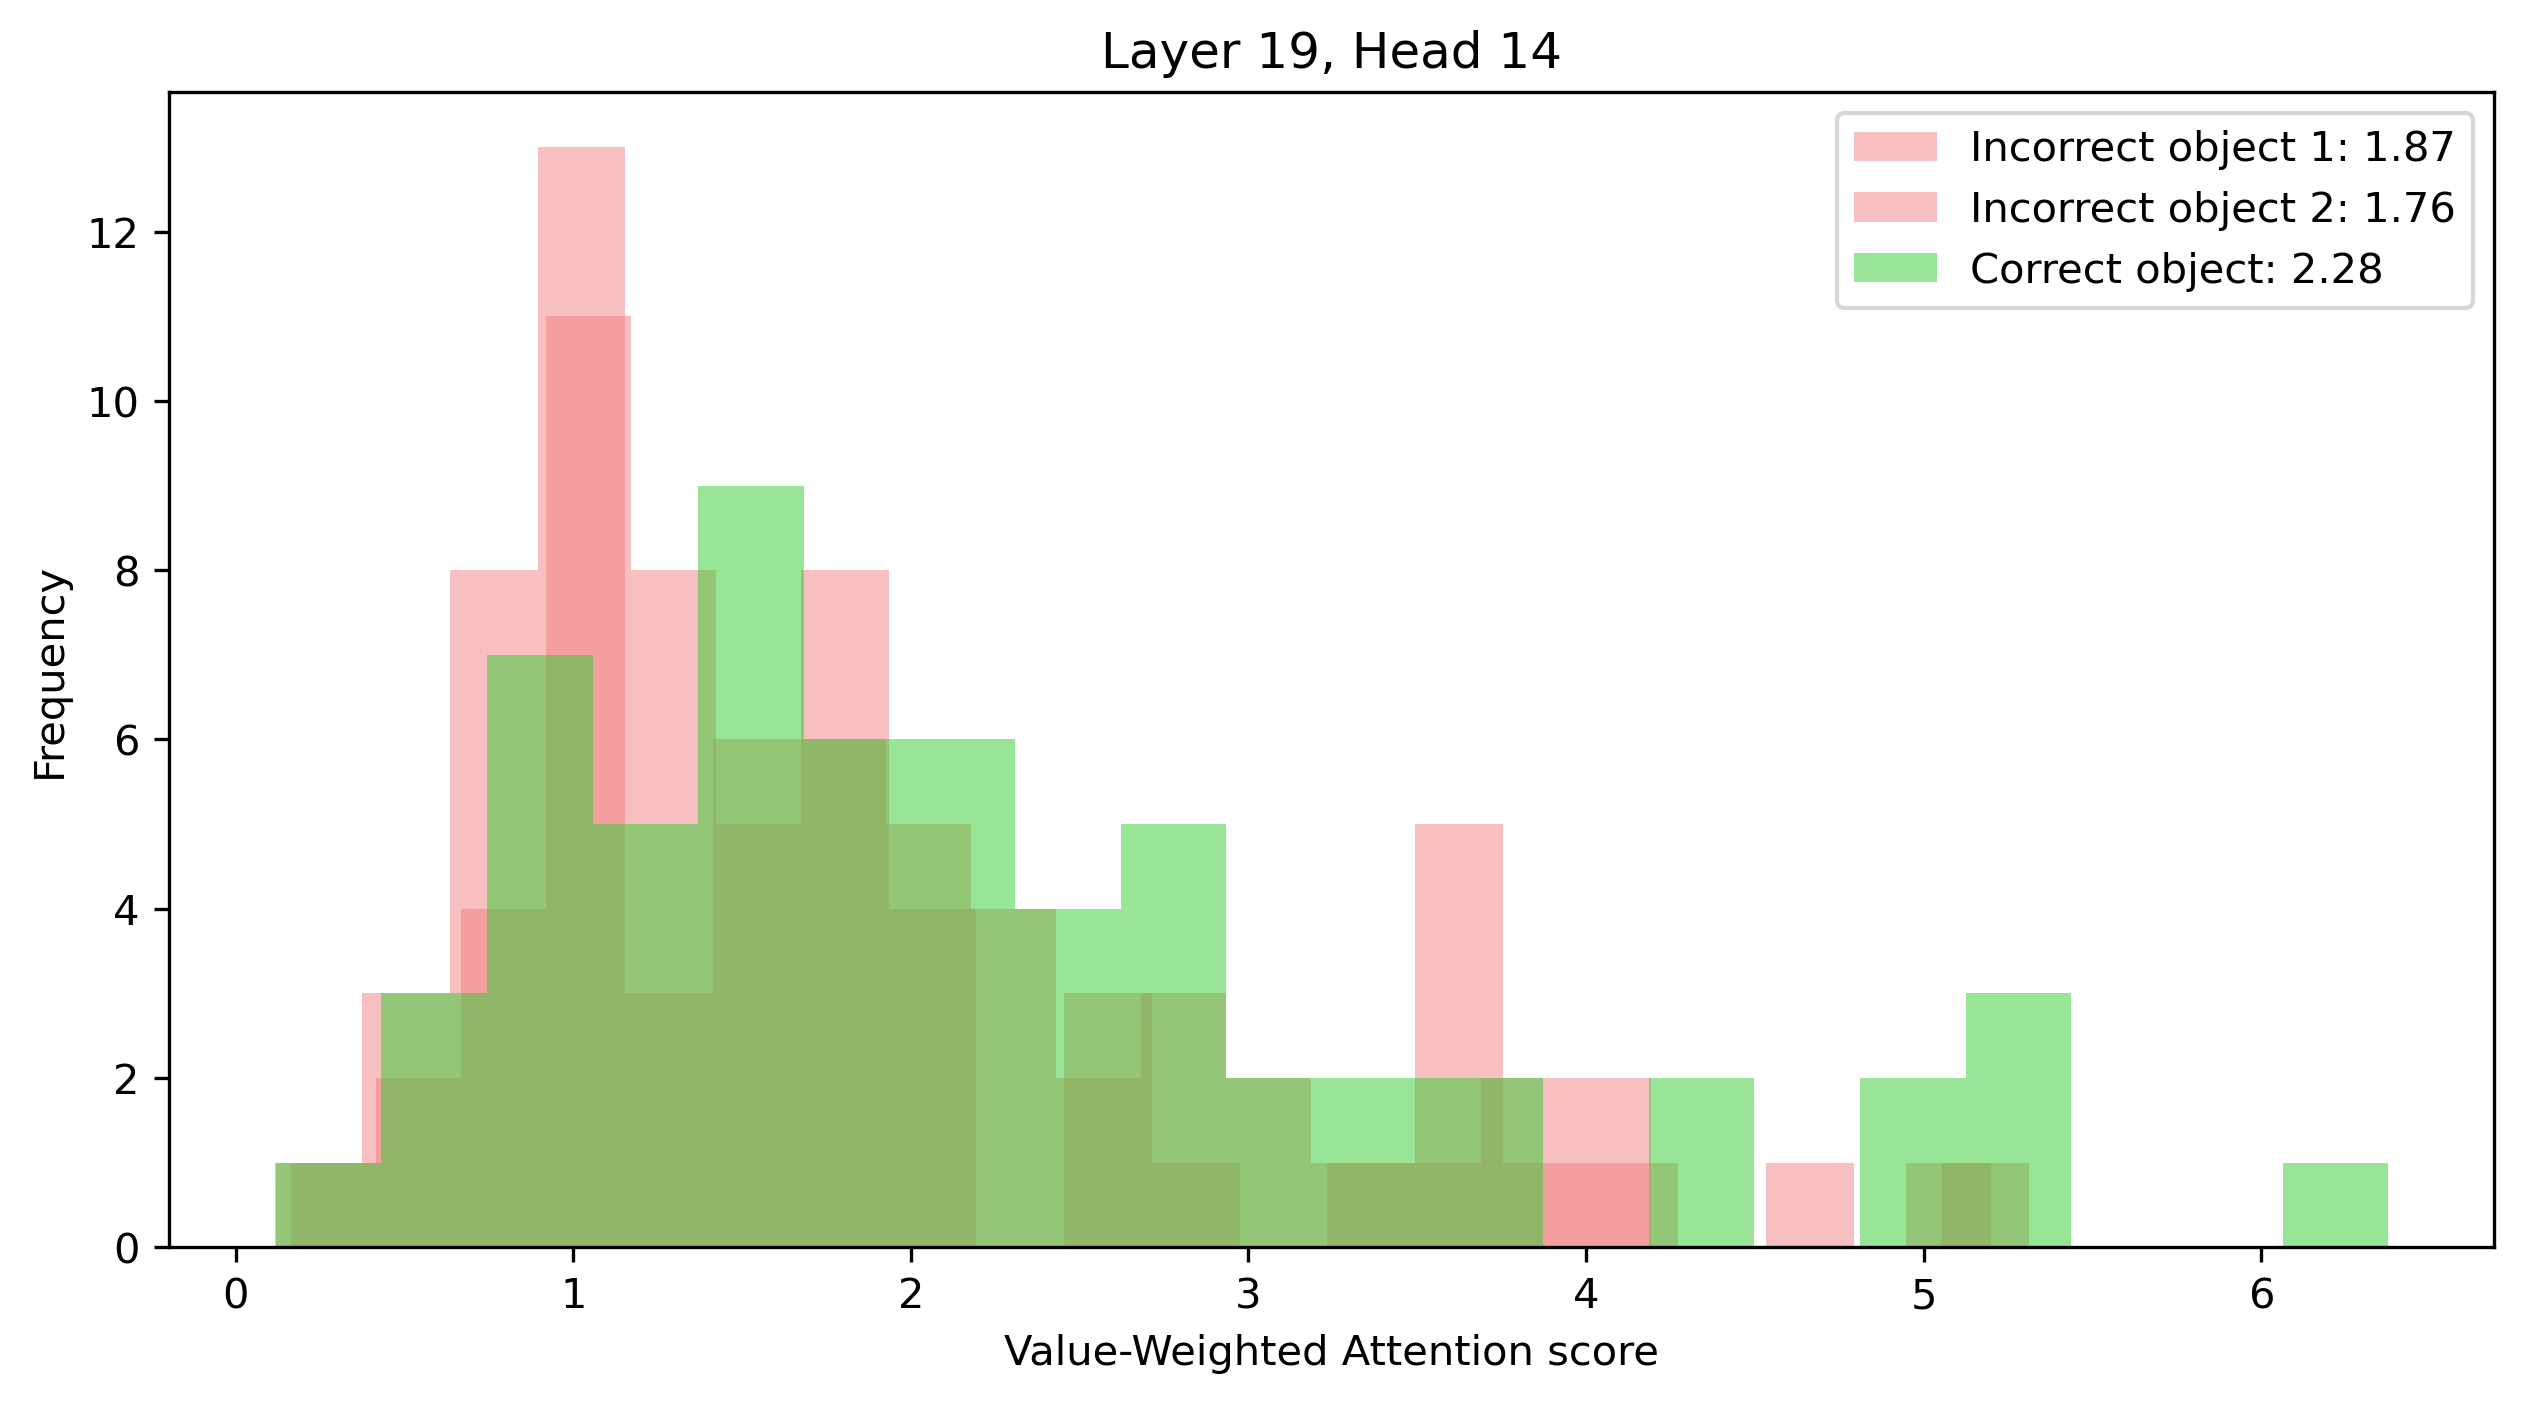 Layer 19, Head 14
Incorrect object 1: 1.87
Incorrect object 2: 1.76
Correct object: 2.28
Frequency
12
10
8
6
4
2
0
0 1 2 3 4 5 6
Value-Weighted Attention score